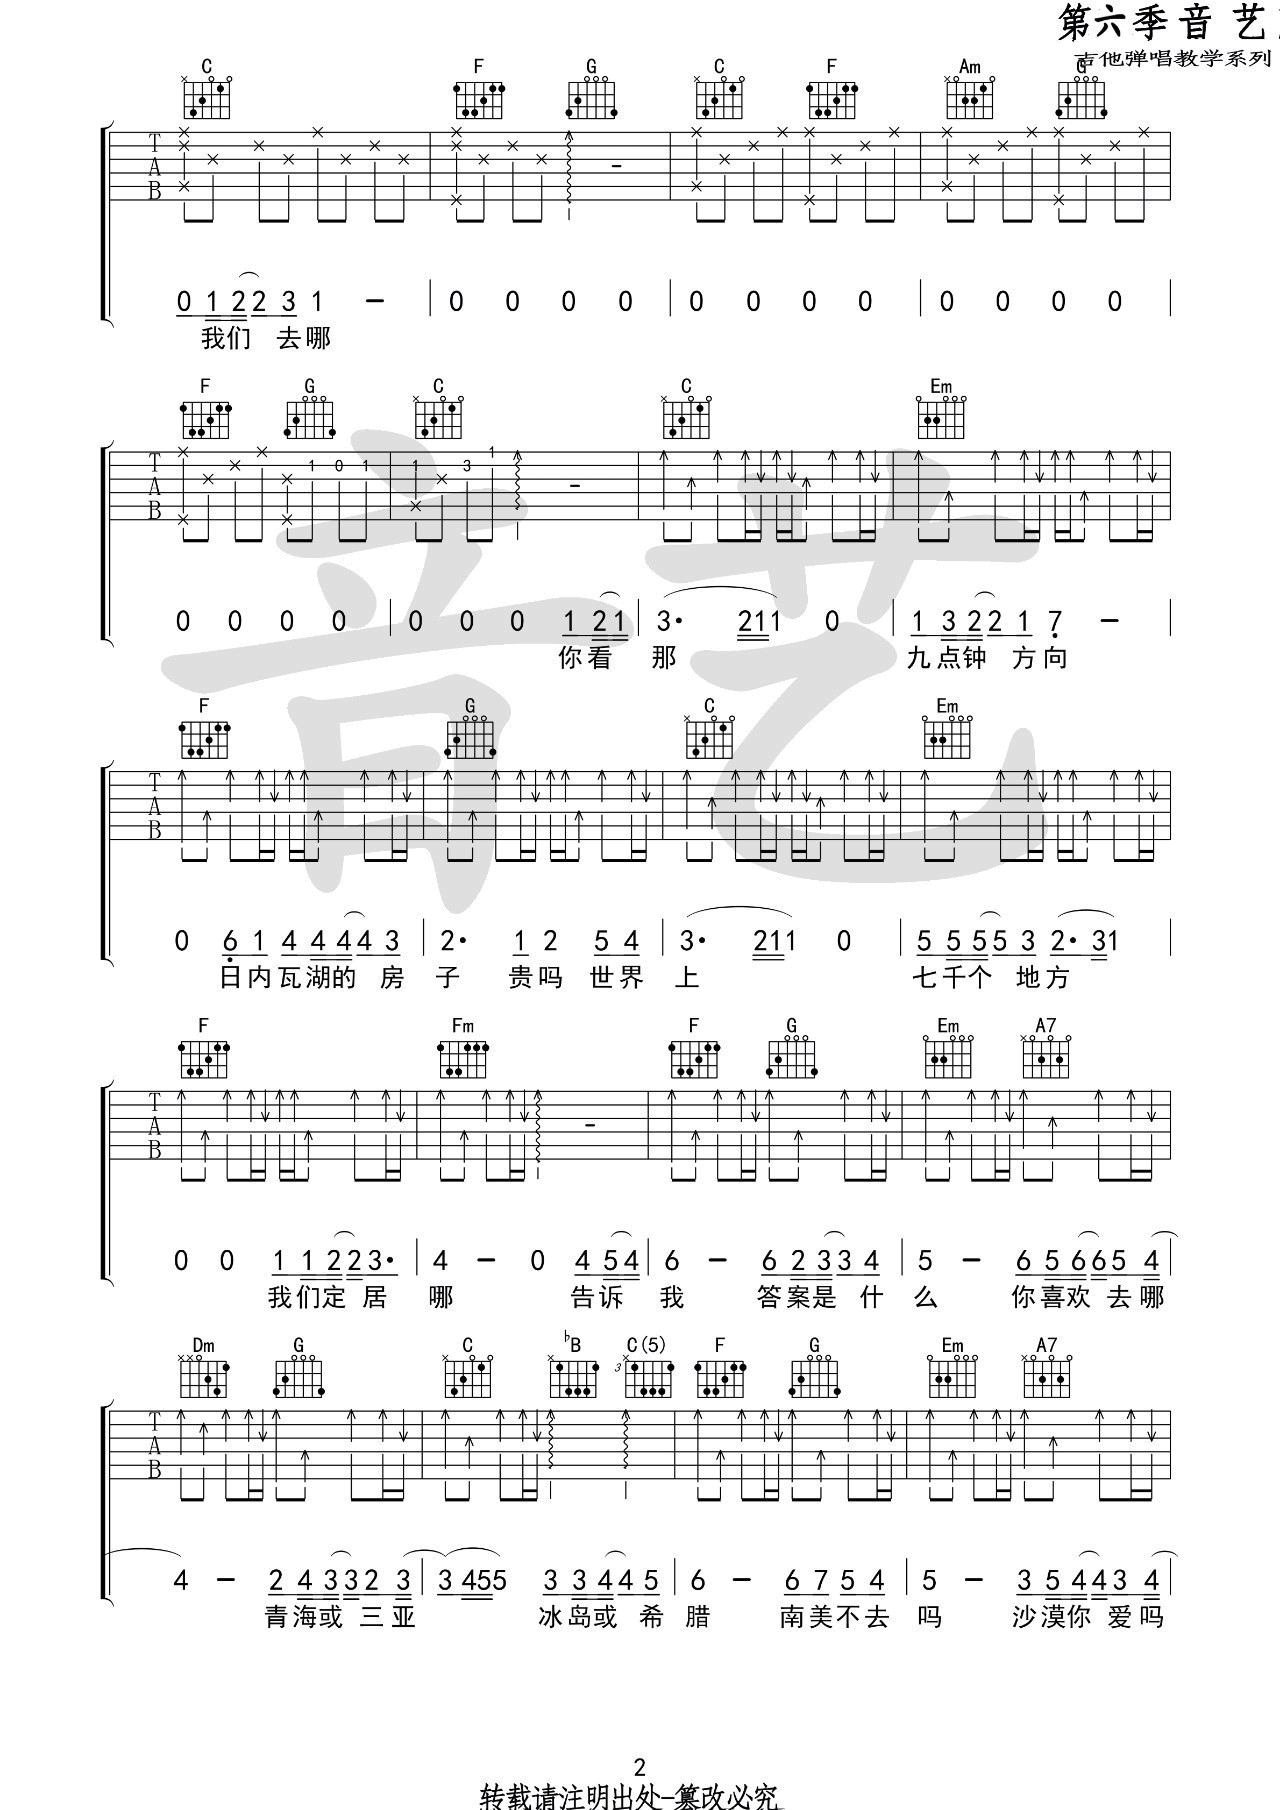 第六季音 艺
吉他弹唱教学系列
C F G C F Am G
T
A
B
0 1 2 2 3 1 - 0 0 0 0 0 0 0 0 0 0 0 0
我们 去哪
F G C C Em
T 1 0 1 1 3 1
A
B
0 0 0 0 0 0 0 1 2 1 3· 2 1 1 0 1 3 2 2 1 7 -
你看 那 九点钟 方向
F G C Em
T
A
B
0 6 1 4 4 4 4 3 2· 1 2 5 4 3· 2 1 1 0 5 5 5 5 3 2· 3 1
日内瓦湖的 房 子 贵吗 世界 上 七千个 地方
F Fm F G Em A7
T
A
B
0 0 1 1 2 2 3· 4 - 0 4 5 4 6 - 6 2 3 3 4 5 - 6 5 6 6 5 4
我们定 居 哪 告诉 我 答案是 什 么 你喜欢 去哪
Dm G C ♭B C(5) F G Em A7
3
T
A
B
4 - 2 4 3 3 2 3 3 4 5 5 3 3 4 4 5 6 - 6 7 5 4 5 - 3 5 4 4 3 4
青海或 三亚 冰岛或 希 腊 南美不去 吗 沙漠你 爱吗
音艺
2
转载请注明出处-篡改必究